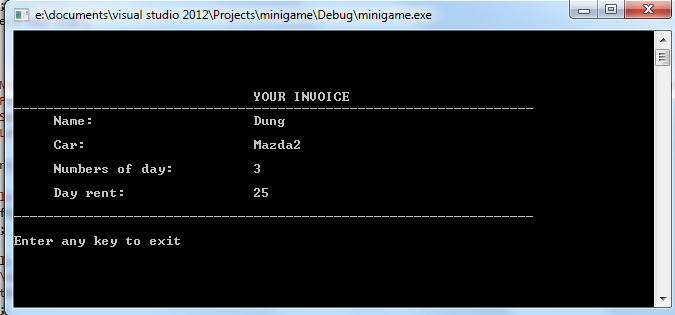 e:\documents\visual studio 2012\Projects\minigame\Debug\minigame.exe
YOUR INVOICE
Name: Dung
Car: Mazda2
Numbers of day: 3
Day rent: 25
Enter any key to exit